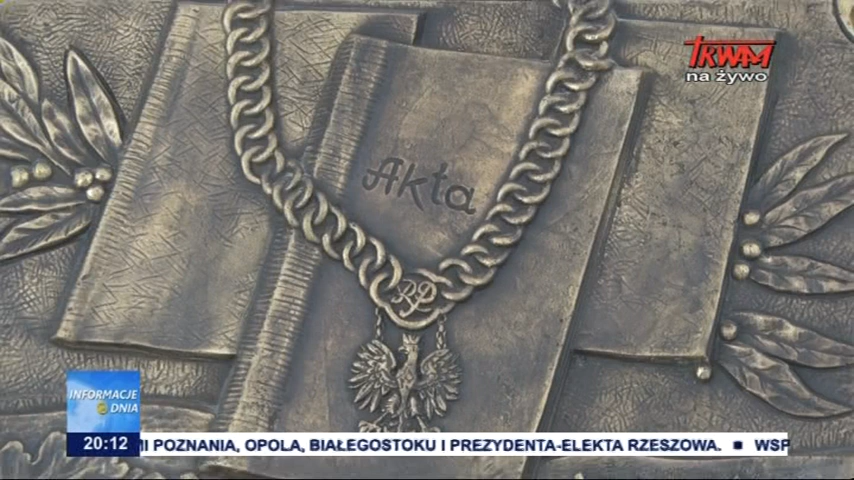 TRWAM
na żywo
Akta
RP
INFORMACJE
DNIA
20:12
MI POZNANIA, OPOLA, BIAŁEGOSTOKU I PREZYDENTA-ELEKTA RZESZOWA. ■ WSP